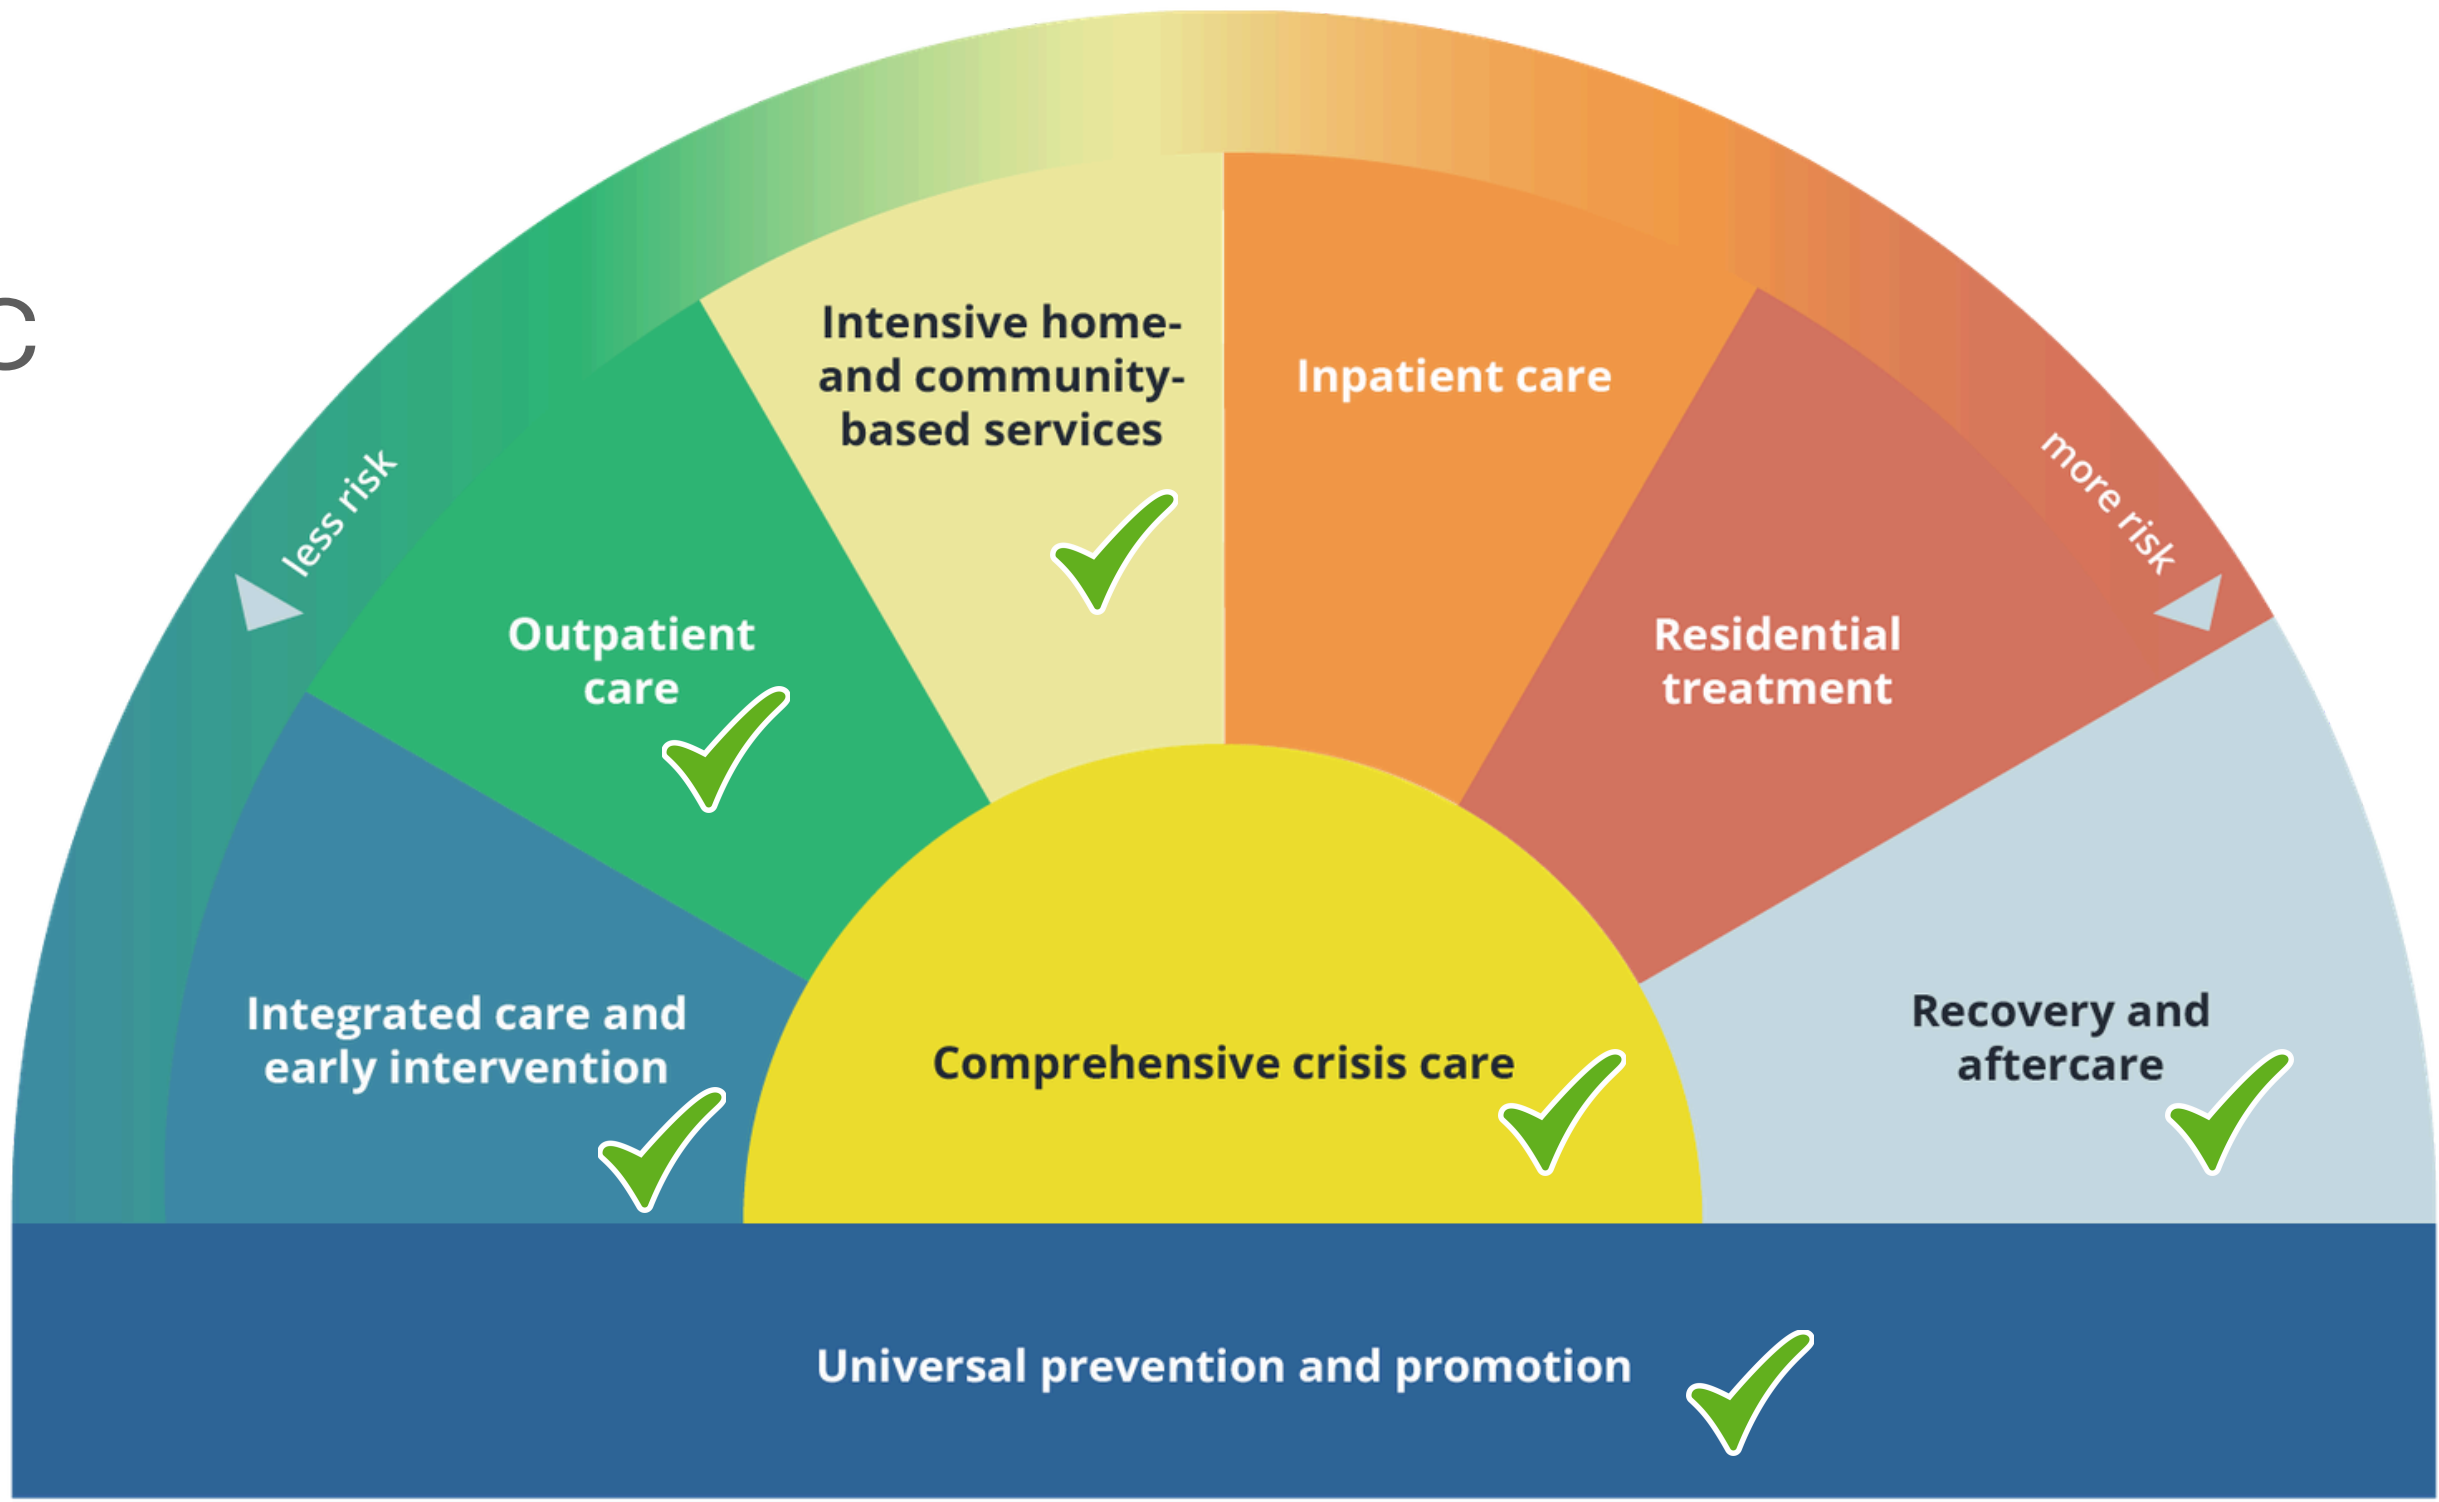 c
less risk
more risk
Intensive home-
and community-
based services
Inpatient care
Outpatient
care
Residential
treatment
Integrated care and
early intervention
Comprehensive crisis care
Recovery and
aftercare
Universal prevention and promotion